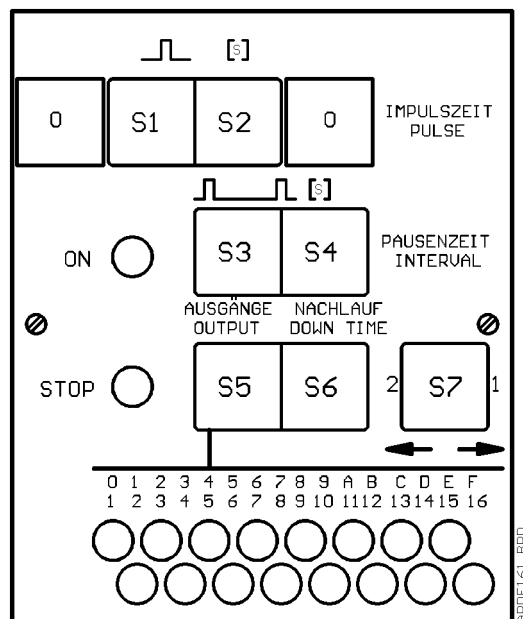 [S]
0 S1 S2 0 IMPULSZEIT
PULSE
[S]
ON S3 S4 PAUSENZEIT
INTERVAL
AUSGÄNGE NACHLAUF
OUTPUT DOWN TIME
STOP S5 S6 2 S7 1
0 1 2 3 4 5 6 7 8 9 A B C D E F
1 2 3 4 5 6 7 8 9 10 11 12 13 14 15 16